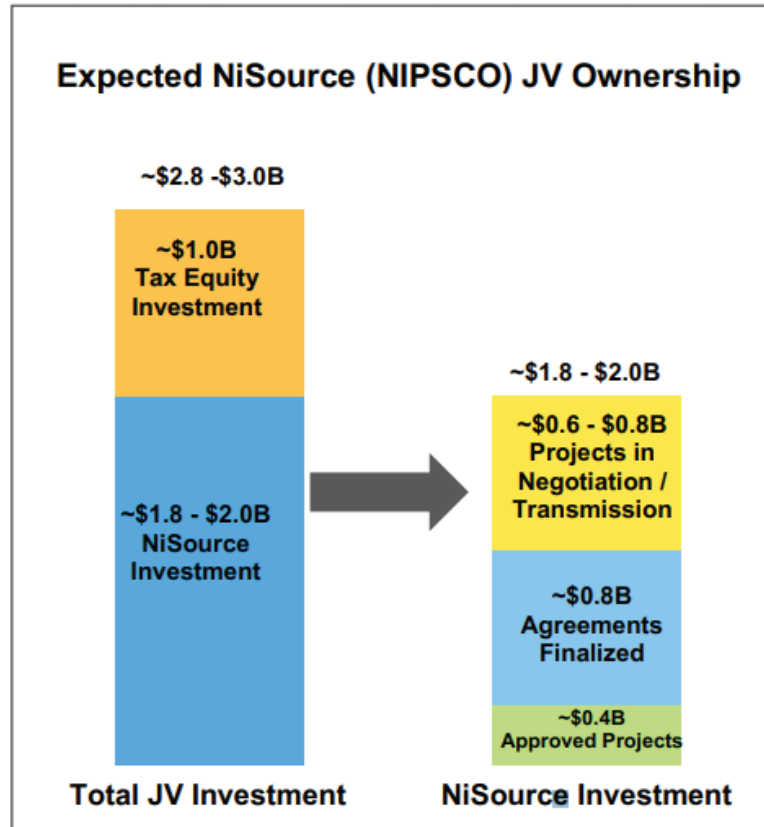 Expected NiSource (NIPSCO) JV Ownership
~$2.8 -$3.0B
~$1.0B
Tax Equity
Investment
~$1.8 - $2.0B
NiSource
Investment
Total JV Investment
~$1.8 - $2.0B
~$0.6 - $0.8B
Projects in
Negotiation /
Transmission
~$0.8B
Agreements
Finalized
~$0.4B
Approved Projects
NiSource Investment